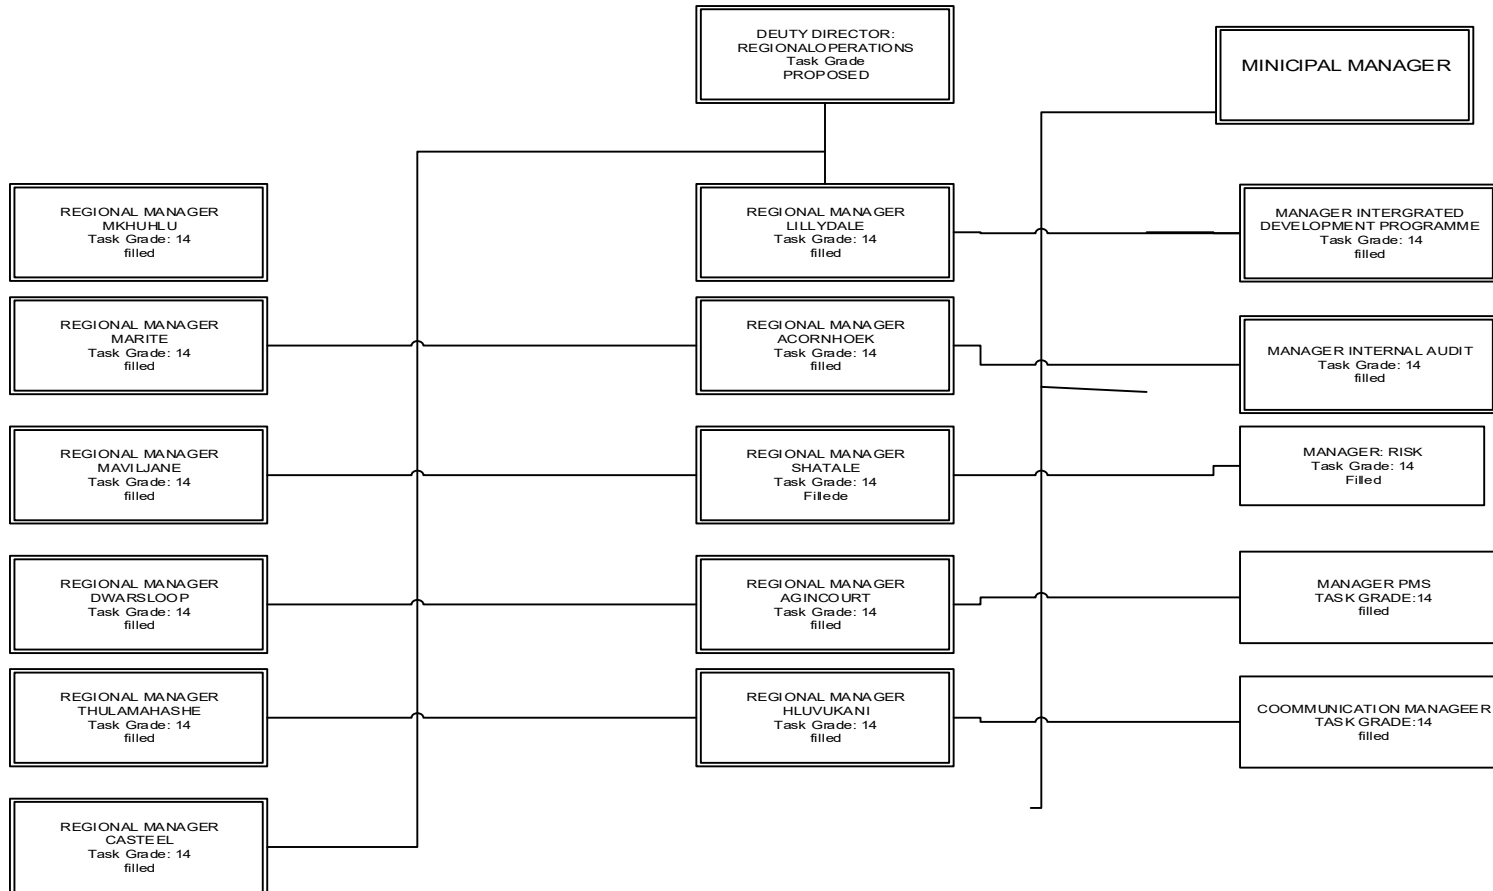 DEUTY DIRECTOR:
REGIONALOPERATIONS
Task Grade
PROPOSED
MINICIPAL MANAGER
REGIONAL MANAGER
MKHUHLU
Task Grade: 14
filled
REGIONAL MANAGER
LILLYDALE
Task Grade: 14
filled
MANAGER INTERGRATED
DEVELOPMENT PROGRAMME
Task Grade: 14
filled
REGIONAL MANAGER
MARITE
Task Grade: 14
filled
REGIONAL MANAGER
ACORNHOEK
Task Grade: 14
filled
MANAGER INTERNAL AUDIT
Task Grade: 14
filled
REGIONAL MANAGER
MAVILJANE
Task Grade: 14
filled
REGIONAL MANAGER
SHATALE
Task Grade: 14
Fillede
MANAGER: RISK
Task Grade: 14
Filled
REGIONAL MANAGER
DWARSLOOP
Task Grade: 14
filled
REGIONAL MANAGER
AGINCOURT
Task Grade: 14
filled
MANAGER PMS
TASK GRADE:14
filled
REGIONAL MANAGER
THULAMAHASHE
Task Grade: 14
filled
REGIONAL MANAGER
HLUVUKANI
Task Grade: 14
filled
COOMMUNICATION MANAGEER
TASK GRADE:14
filled
REGIONAL MANAGER
CASTEEL
Task Grade: 14
filled